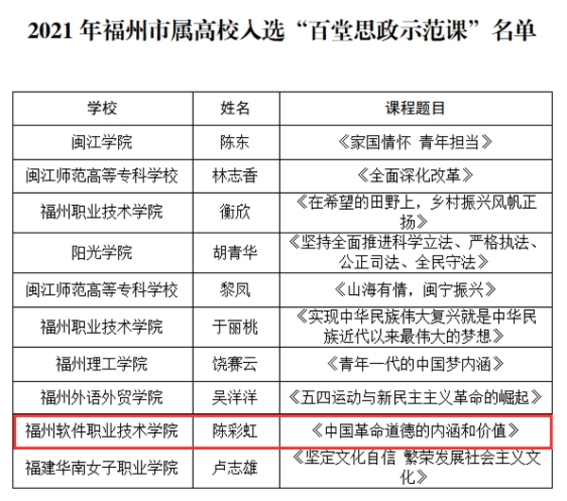 2021年福州市属高校入选“百堂思政示范课”名单
学校 姓名 课程题目
闽江学院 陈东 《家国情怀 青年担当》
闽江师范高等专科学校 林志香 《全面深化改革》
福州职业技术学院 衡欣 《在希望的田野上，乡村振兴风帆正
扬》
阳光学院 胡青华 《坚持全面推进科学立法、严格执法、
公正司法、全民守法》
闽江师范高等专科学校 黎凤 《山海有情，闽宁振兴》
福州职业技术学院 于丽桃 《实现中华民族伟大复兴就是中华民
族近代以来最伟大的梦想》
福州理工学院 饶赛云 《青年一代的中国梦内涵》
福州外语外贸学院 吴洋洋 《五四运动与新民主主义革命的崛起》
福州软件职业技术学院 陈彩虹 《中国革命道德的内涵和价值》
福建华南女子职业学院 卢志雄 《坚定文化自信 繁荣发展社会主义文
化》